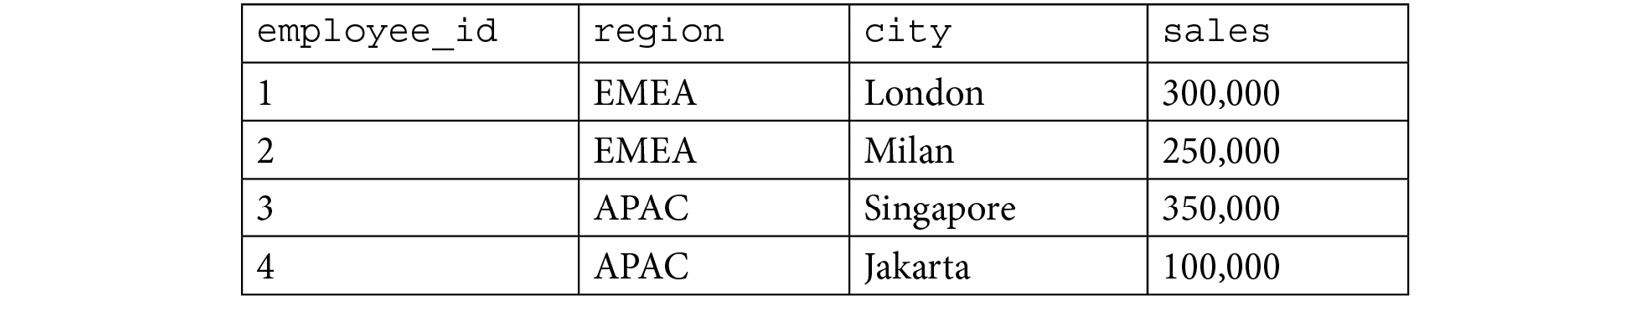 employee_id region city sales
1 EMEA London 300,000
2 EMEA Milan 250,000
3 APAC Singapore 350,000
4 APAC Jakarta 100,000